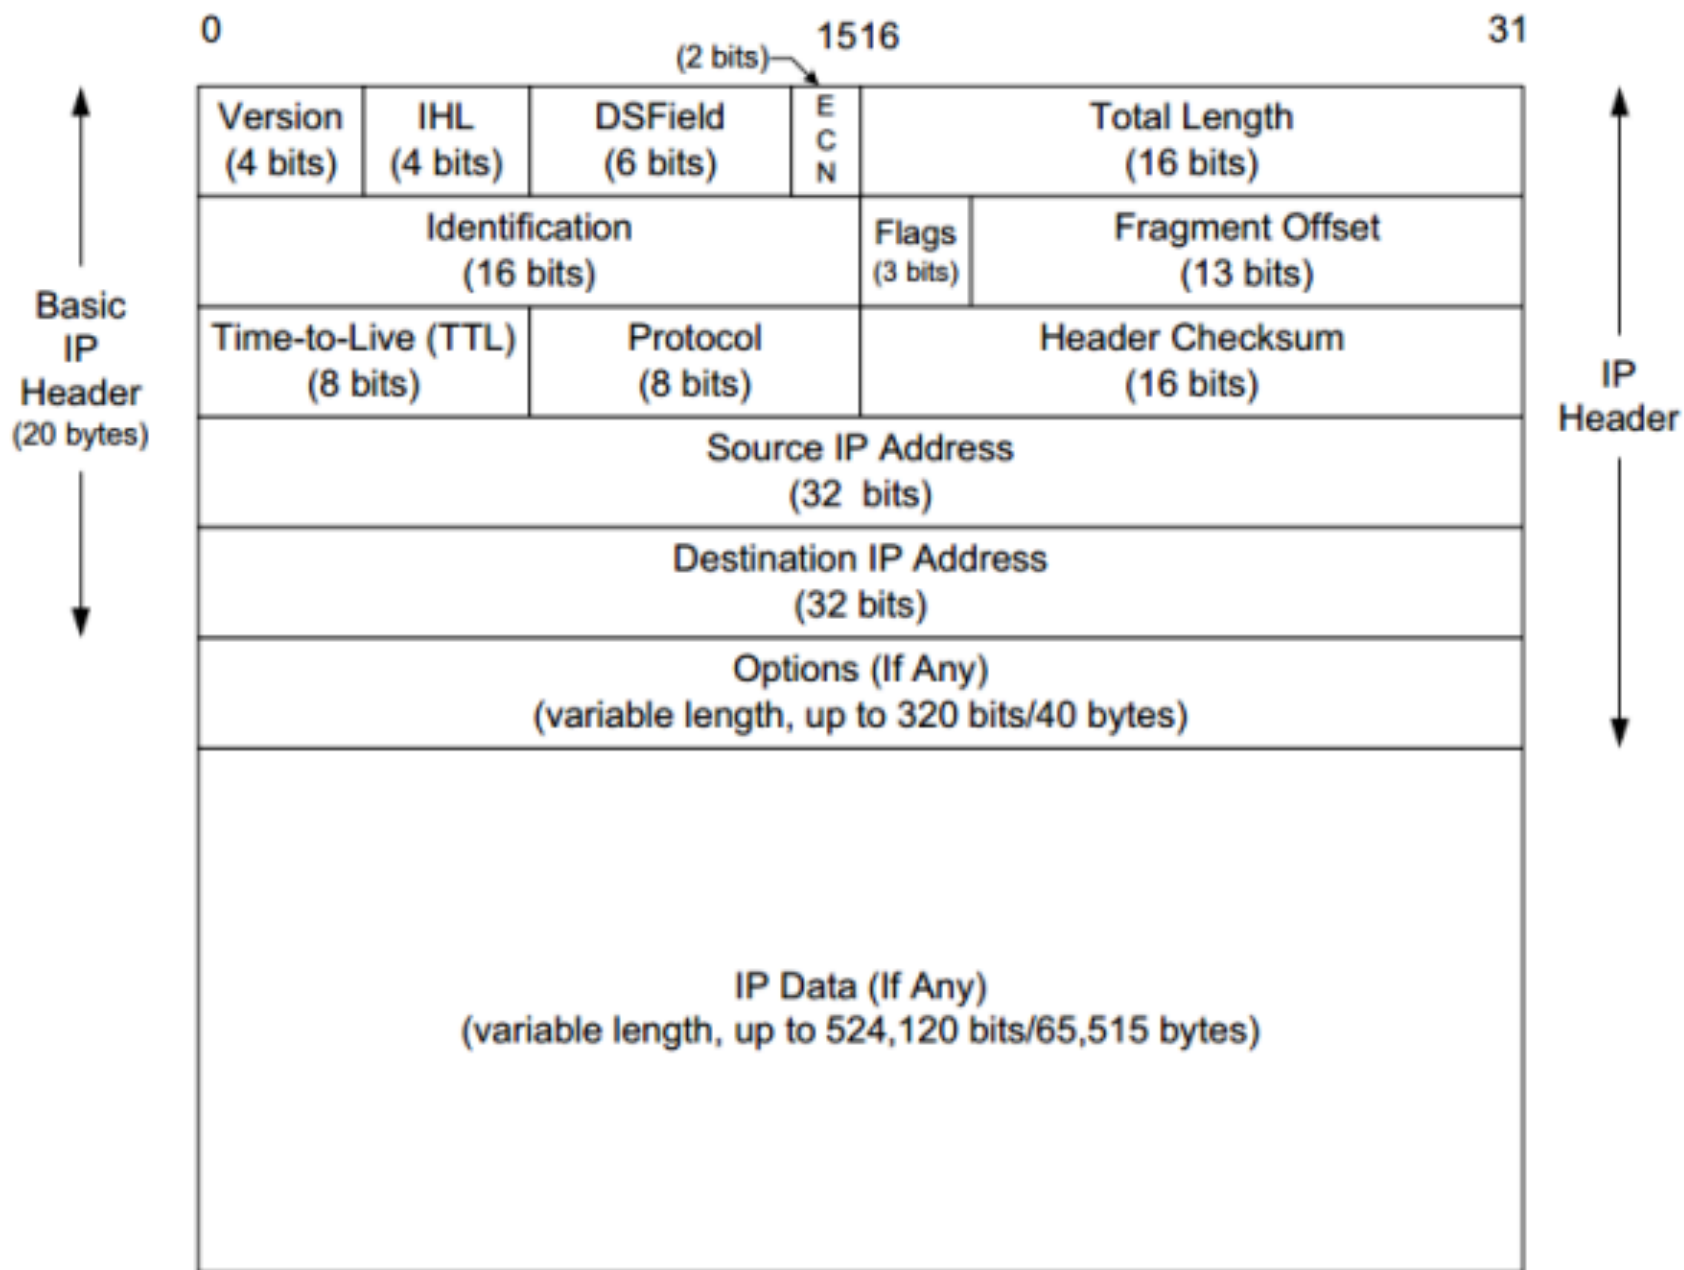 0
1516
31
(2 bits)
Version
(4 bits)
IHL
(4 bits)
DSField
(6 bits)
E
C
N
Total Length
(16 bits)
Identification
(16 bits)
Flags
(3 bits)
Fragment Offset
(13 bits)
Time-to-Live (TTL)
(8 bits)
Protocol
(8 bits)
Header Checksum
(16 bits)
Source IP Address
(32 bits)
Destination IP Address
(32 bits)
Options (If Any)
(variable length, up to 320 bits/40 bytes)
IP Data (If Any)
(variable length, up to 524,120 bits/65,515 bytes)
Basic
IP
Header
(20 bytes)
IP
Header